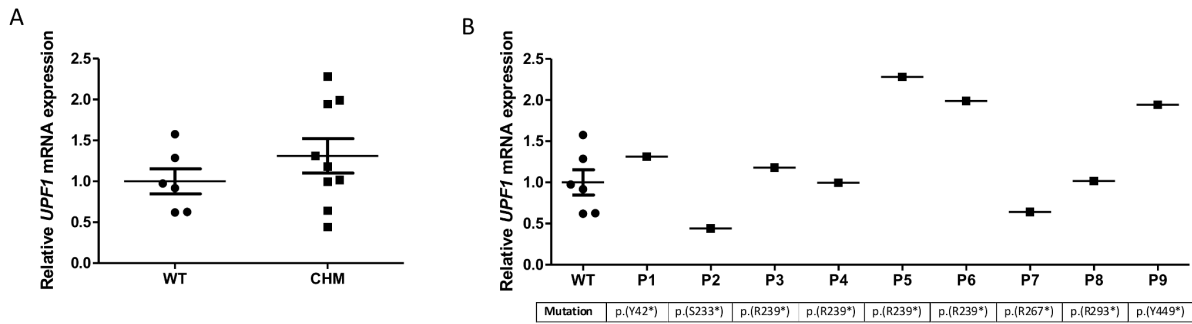 A
Relative UPF1 mRNA expression
2.5
2.0
1.5
1.0
0.5
0.0
WT CHM
B
Relative UPF1 mRNA expression
2.5
2.0
1.5
1.0
0.5
0.0
WT P1 P2 P3 P4 P5 P6 P7 P8 P9
Mutation p.(Y42*) p.(S233*) p.(R239*) p.(R239*) p.(R239*) p.(R239*) p.(R267*) p.(R293*) p.(Y449*)